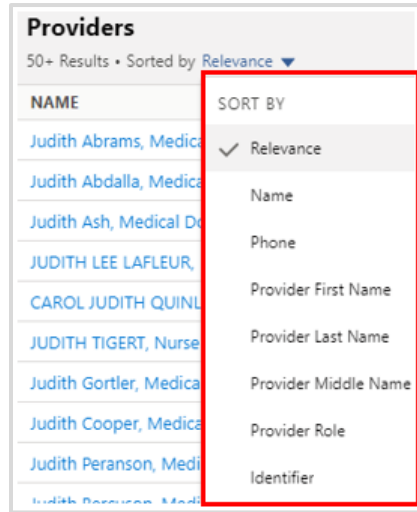 Providers
50+ Results • Sorted by Relevance ▼
NAME
Judith Abrams, Medica
Judith Abdalla, Medica
Judith Ash, Medical Do
JUDITH LEE LAFLEUR,
CAROL JUDITH QUINL
JUDITH TIGERT, Nurse
Judith Gortler, Medica
Judith Cooper, Medica
Judith Peranson, Medi
SORT BY
✓ Relevance
Name
Phone
Provider First Name
Provider Last Name
Provider Middle Name
Provider Role
Identifier